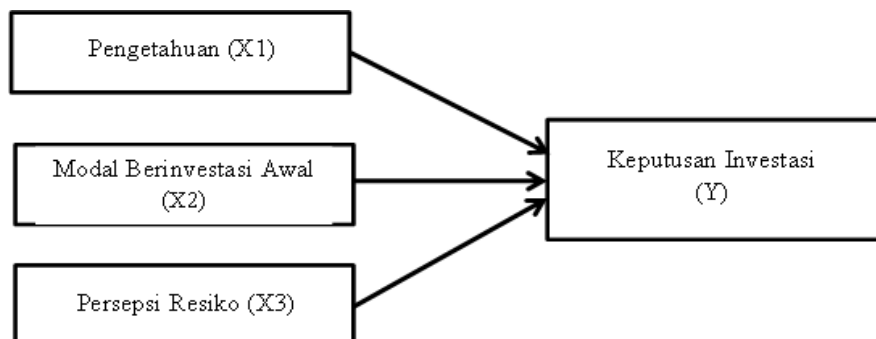 Pengetahuan (X1)
Modal Berinvestasi Awal
(X2)
Persepsi Resiko (X3)
Keputusan Investasi
(Y)